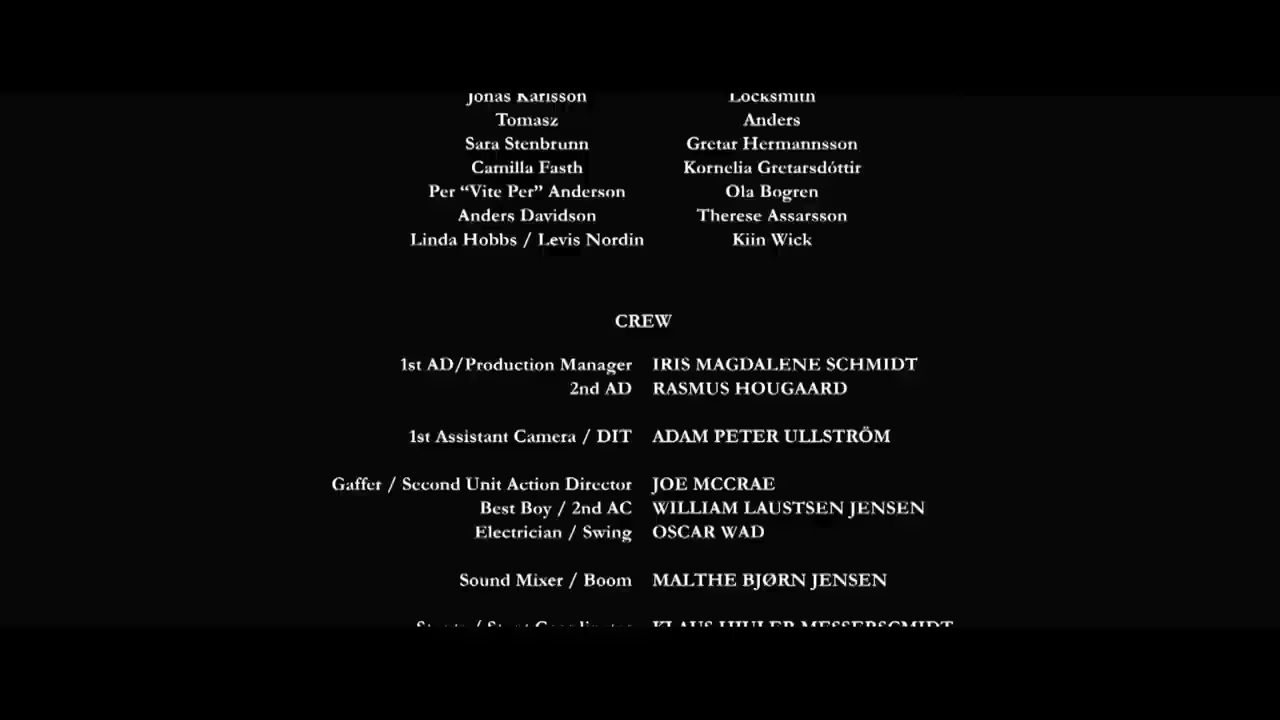 Jonas Karlsson Locksmith
Tomasz Anders
Sara Stenbrunn Gretar Hermannsson
Camilla Fasth Kornelia Gretarsdóttir
Per “Vite Per” Anderson Ola Bogren
Anders Davidson Therese Assarsson
Linda Hobbs / Levis Nordin Kiin Wick
CREW
1st AD/Production Manager IRIS MAGDALENE SCHMIDT
2nd AD RASMUS HOUGAARD
1st Assistant Camera / DIT ADAM PETER ULLSTRÖM
Gaffer / Second Unit Action Director JOE MCCRAE
Best Boy / 2nd AC WILLIAM LAUSTSEN JENSEN
Electrician / Swing OSCAR WAD
Sound Mixer / Boom MALTHE BJØRN JENSEN
KLAUS HJULER MESSERSCMIDT